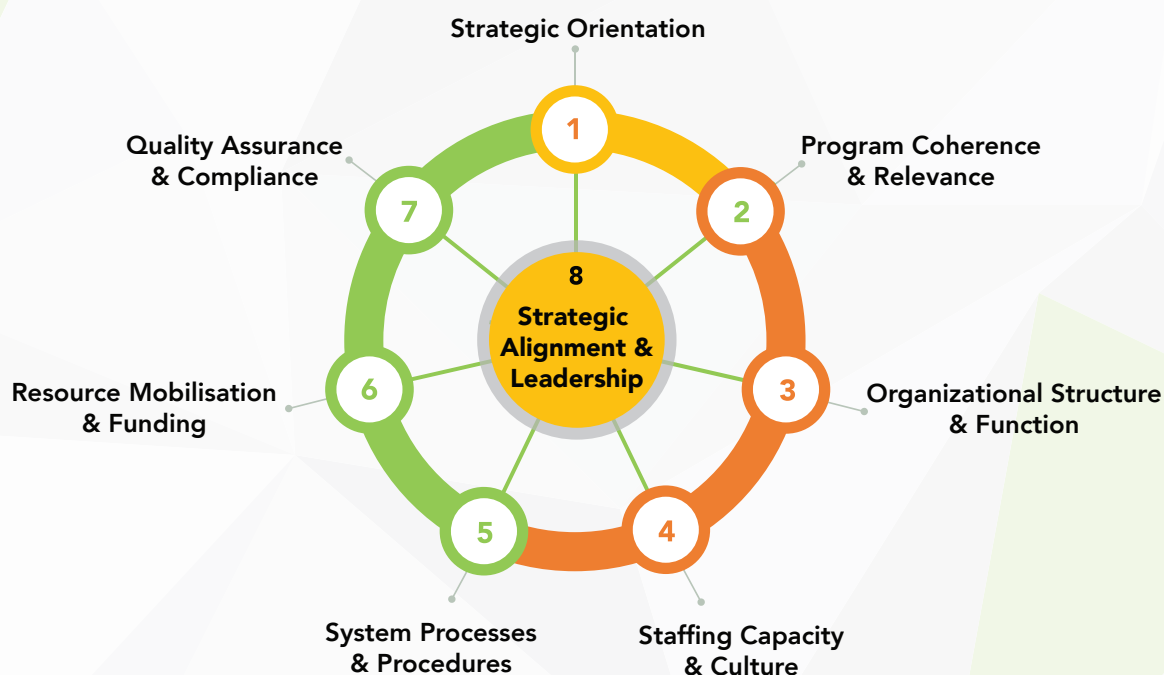 Strategic Orientation
1
Quality Assurance
& Compliance
Program Coherence
& Relevance
7
2
8
Strategic
Alignment &
Leadership
Resource Mobilisation
& Funding
6
3
Organizational Structure
& Function
5
4
System Processes
& Procedures
Staffing Capacity
& Culture